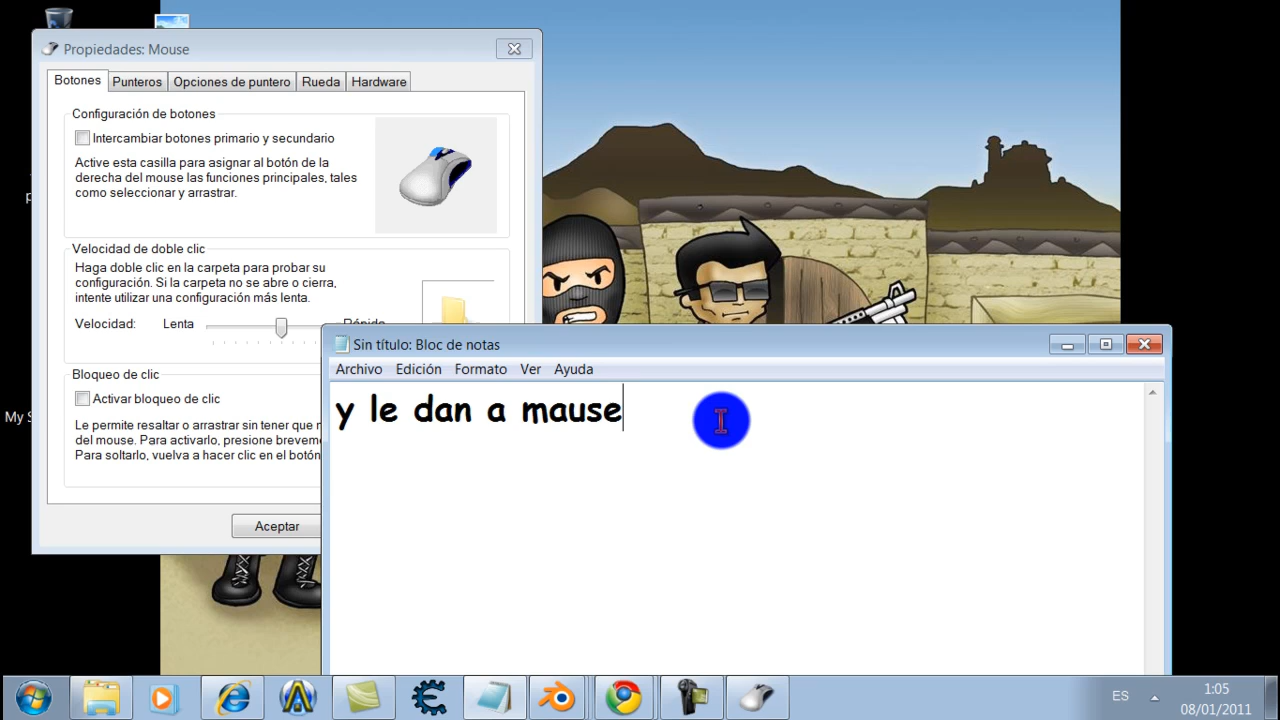 Propiedades: Mouse
Botones
Punteros
Opciones de puntero
Rueda
Hardware
Configuración de botones
Intercambiar botones primario y secundario
Active esta casilla para asignar al botón de la
derecha del mouse las funciones principales, tales
como seleccionar y arrastrar.
Velocidad de doble clic
Haga doble clic en la carpeta para probar su
configuración. Si la carpeta no se abre o cierra,
intente utilizar una configuración más lenta.
Velocidad:
Lenta
Rápido
Bloqueo de clic
Activar bloqueo de clic
Le permite resaltar o arrastrar sin tener que
del mouse. Para activarlo, presione
Para soltarlo, vuelva a hacer clic en el botón
Aceptar
My
Sin título: Bloc de notas
Archivo
Edición
Formato
Ver
Ayuda
y le dan a mause
ES
1:05
08/01/2011